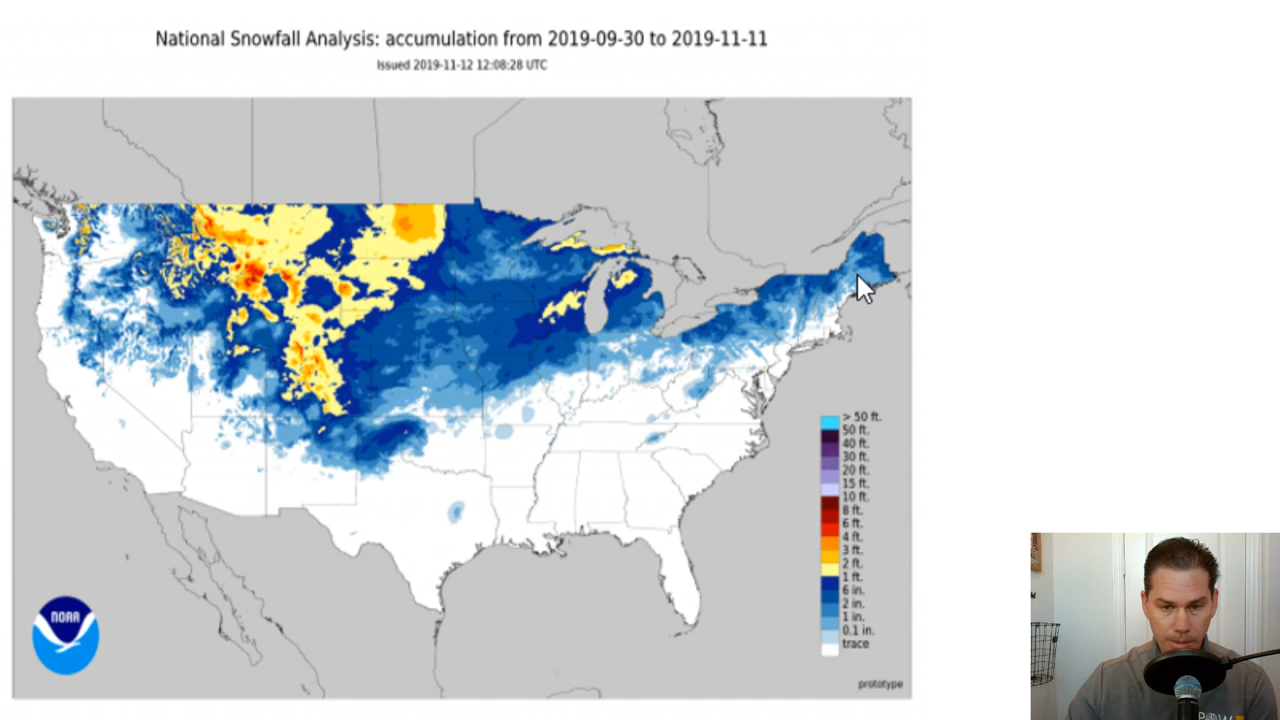 National Snowfall Analysis: accumulation from 2019-09-30 to 2019-11-11
Issued 2019-11-12 12:08:28 UTC
> 50 ft.
50 ft.
40 ft.
30 ft.
20 ft.
15 ft.
10 ft.
8 ft.
6 ft.
4 ft.
3 ft.
2 ft.
1 ft.
6 in.
2 in.
1 in.
0.1 in.
trace
NOAA
prototype